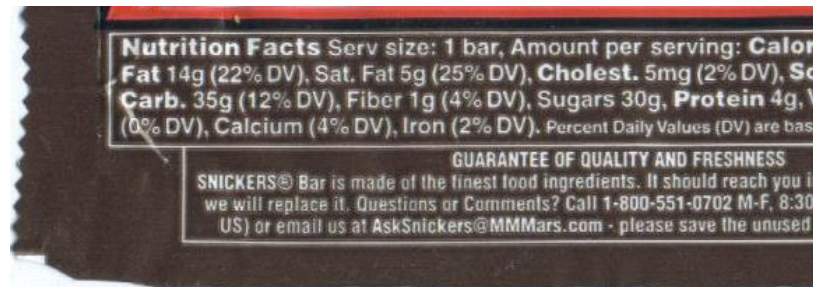 Nutrition Facts Serv size: 1 bar, Amount per serving: Calor
Fat 14g (22% DV), Sat. Fat 5g (25% DV), Cholest. 5mg (2% DV), So
Carb. 35g (12% DV), Fiber 1g (4% DV), Sugars 30g, Protein 4g, V
(0% DV), Calcium (4% DV), Iron (2% DV). Percent Daily Values (DV) are bas
GUARANTEE OF QUALITY AND FRESHNESS
SNICKERS® Bar is made of the finest food ingredients. It should reach you i
we will replace it. Questions or Comments? Call 1-800-551-0702 M-F, 8:30
US) or email us at AskSnickers@MMMars.com - please save the unused